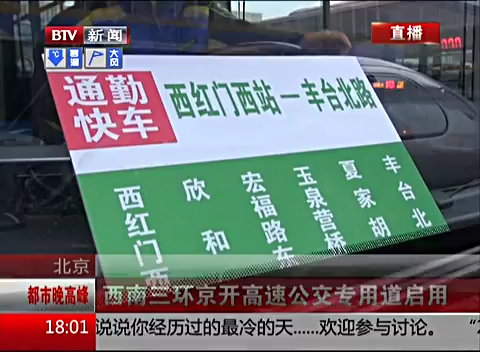 BTV 新闻
直播
大风
通勤
快车
西红门西站一丰台北路
西红门西
欣和
宏福路东
玉泉营桥
夏家胡
丰台北
北京
都市晚高峰
西南三环京开高速公交专用道启用
18:01
说说你经历过的最冷的天......欢迎参与讨论。